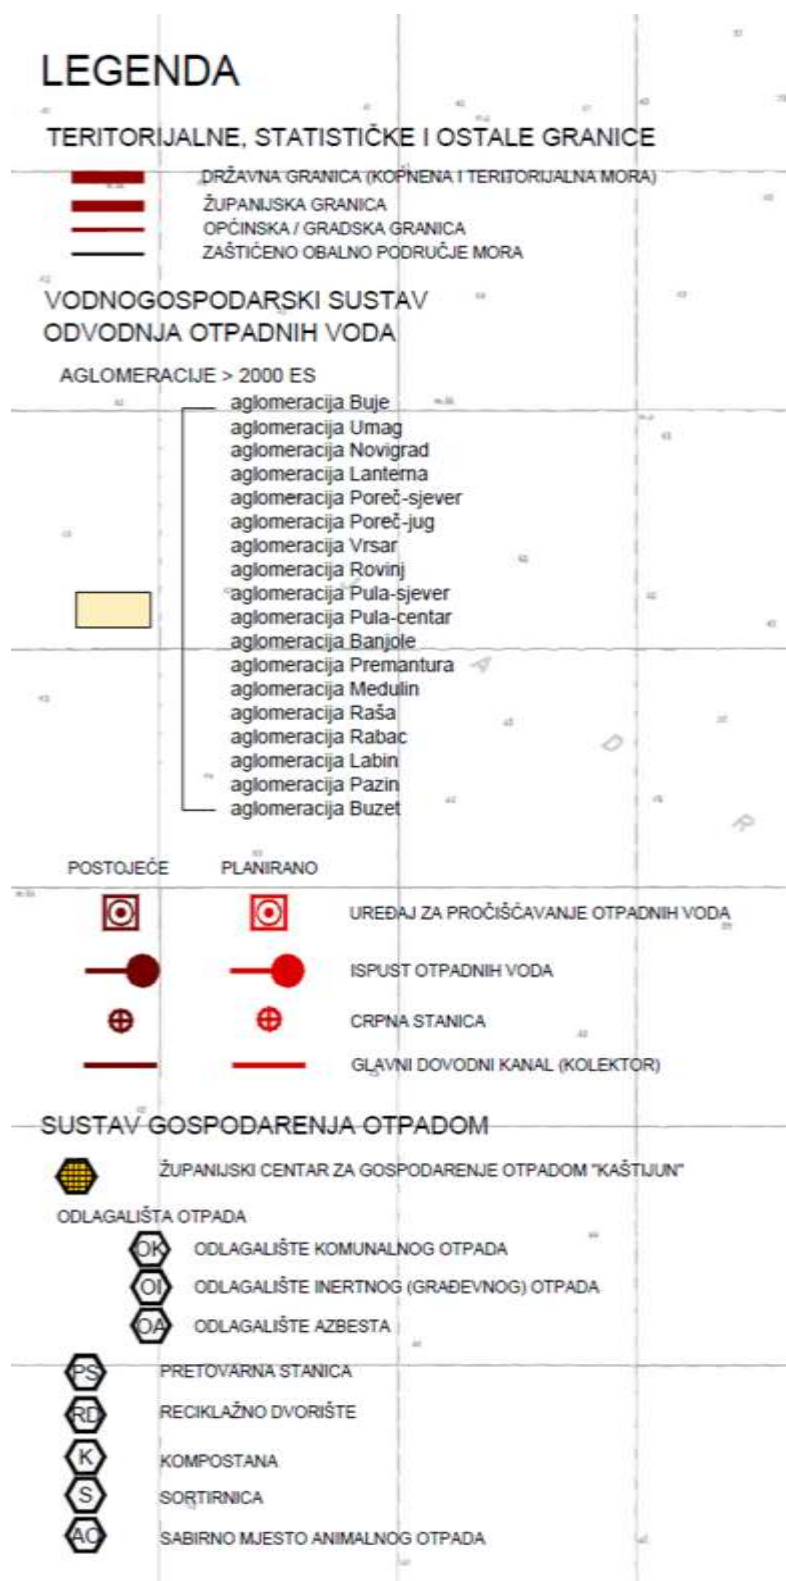 LEGENDA
TERITORIJALNE, STATISTIČKE I OSTALE GRANICE
DRŽAVNA GRANICA (KOPNENA I TERITORIJALNA MORA)
ŽUPANIJSKA GRANICA
OPĆINSKA / GRADSKA GRANICA
ZAŠTIĆENO OBALNO PODRUČJE MORA
VODNOGOSPODARSKI SUSTAV
ODVODNJA OTPADNIH VODA
AGLOMERACIJE > 2000 ES
aglomeracija Buje
aglomeracija Umag
aglomeracija Novigrad
aglomeracija Lanterna
aglomeracija Poreč-sjever
aglomeracija Poreč-jug
aglomeracija Vrsar
aglomeracija Rovinj
aglomeracija Pula-sjever
aglomeracija Pula-centar
aglomeracija Banjole
aglomeracija Premantura
aglomeracija Medulin
aglomeracija Raša
aglomeracija Rabac
aglomeracija Labin
aglomeracija Pazin
aglomeracija Buzet
J A D R
POSTOJEĆE PLANIRANO
UREĐAJ ZA PROČIŠĆAVANJE OTPADNIH VODA
ISPUST OTPADNIH VODA
CRPNA STANICA
GLAVNI DOVODNI KANAL (KOLEKTOR)
SUSTAV GOSPODARENJA OTPADOM
ŽUPANIJSKI CENTAR ZA GOSPODARENJE OTPADOM "KAŠTIJUN"
ODLAGALIŠTA OTPADA
OK ODLAGALIŠTE KOMUNALNOG OTPADA
OI ODLAGALIŠTE INERTNOG (GRAĐEVNOG) OTPADA
OA ODLAGALIŠTE AZBESTA
PS PRETOVARNA STANICA
RD RECIKLAŽNO DVORIŠTE
K KOMPOSTANA
S SORTIRNICA
AO SABIRNO MJESTO ANIMALNOG OTPADA